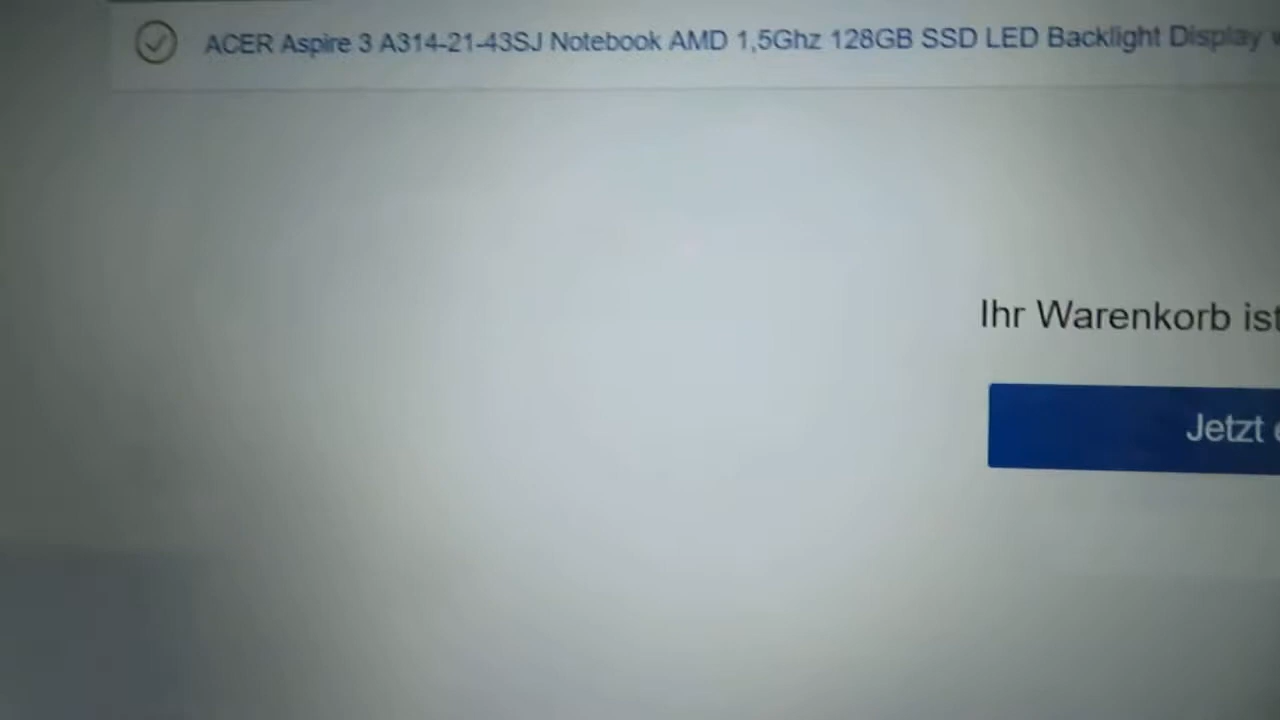 ACER Aspire 3 A314-21-43SJ Notebook AMD 1,5Ghz 128GB SSD LED Backlight Display
Ihr Warenkorb ist
Jetzt